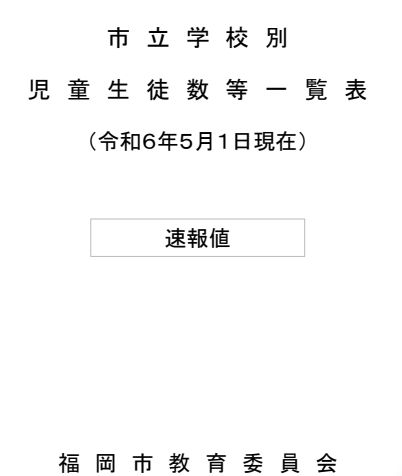 市立学校別
児童生徒数等一覧表
（令和6年5月1日現在）
速報値
福岡市教育委員会